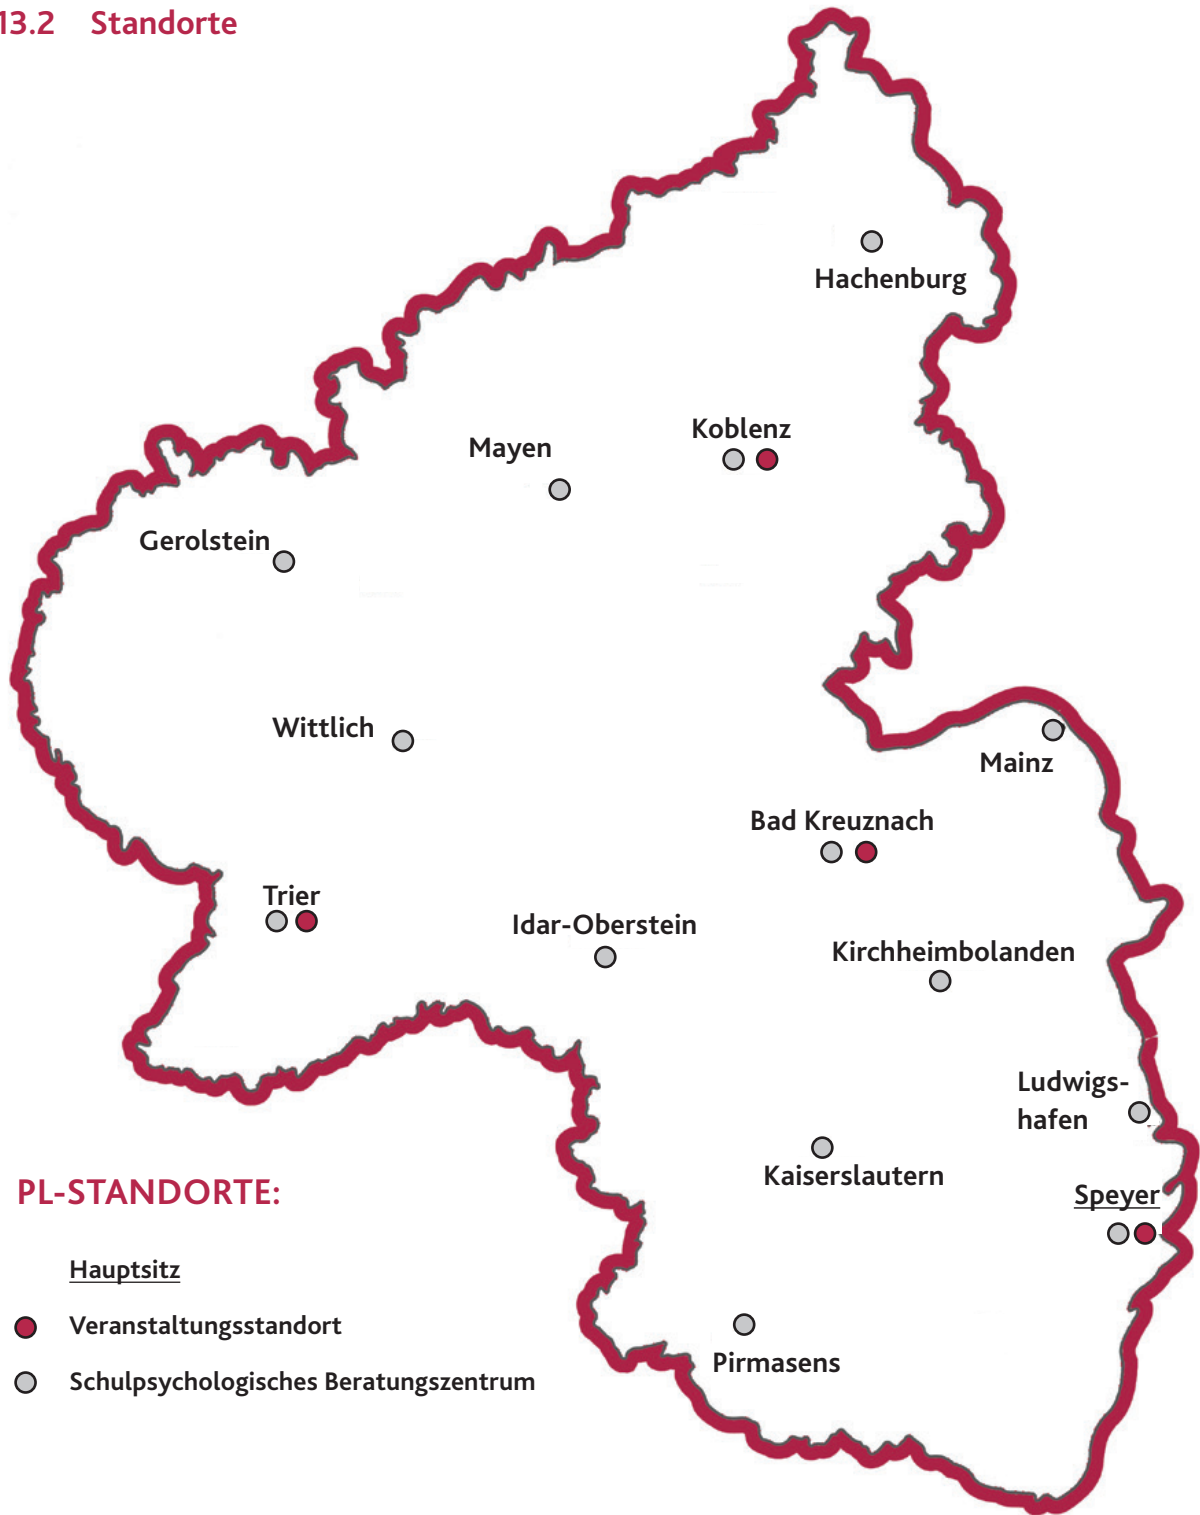 13.2 Standorte
Hachenburg
Koblenz
Mayen
Gerolstein
Wittlich
Mainz
Bad Kreuznach
Trier
Idar-Oberstein
Kirchheimbolanden
Ludwigs-
hafen
Kaiserslautern
Speyer
Pirmasens
PL-STANDORTE:
Hauptsitz
Veranstaltungsstandort
Schulpsychologisches Beratungszentrum